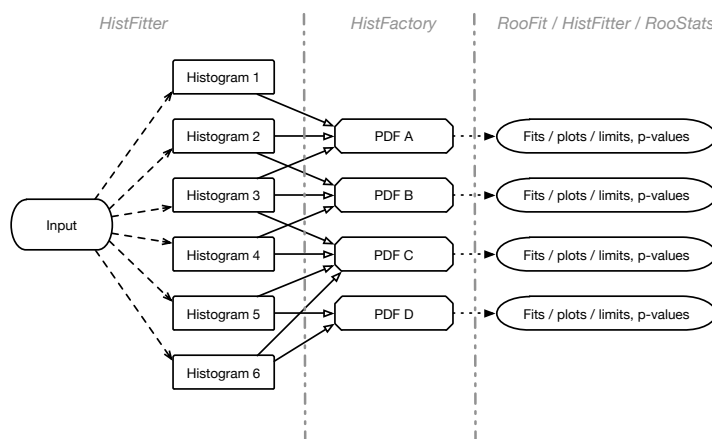 HistFitter
HistFactory
RooFit / HistFitter / RooStats
Histogram 1
Histogram 2
PDF A
Fits / plots / limits, p-values
Histogram 3
PDF B
Fits / plots / limits, p-values
Input
Histogram 4
PDF C
Fits / plots / limits, p-values
Histogram 5
PDF D
Fits / plots / limits, p-values
Histogram 6